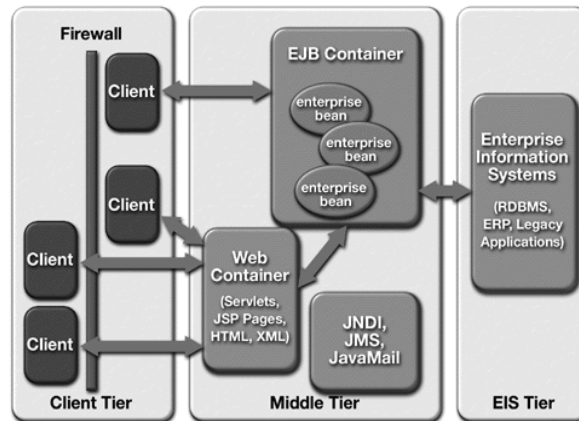 Firewall
Client
Client
Client
Client
Client Tier
EJB Container
enterprise
bean
enterprise
bean
enterprise
bean
Web
Container
(Servlets,
JSP Pages,
HTML, XML)
JNDI,
JMS,
JavaMail
Middle Tier
Enterprise
Information
Systems
(RDBMS,
ERP, Legacy
Applications)
EIS Tier